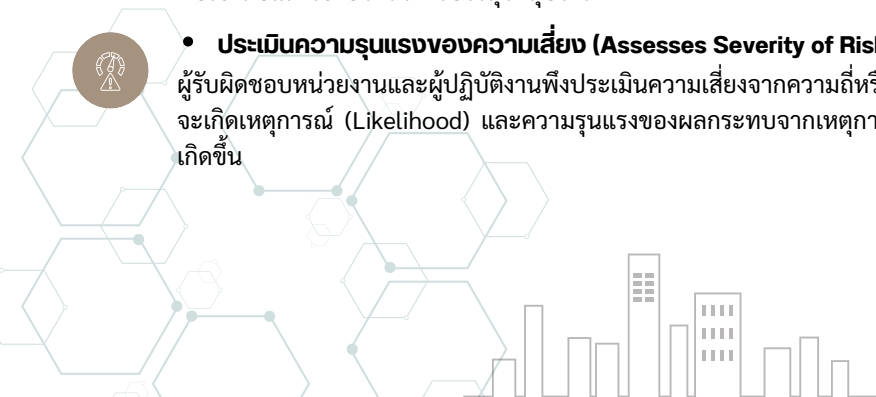 • ประเมินความรุนแรงของความเสี่ยง (Assesses Severity of Risk
ผู้รับผิดชอบหน่วยงานและผู้ปฏิบัติงานพึงประเมินความเสี่ยงจากความถี่หรื
จะเกิดเหตุการณ์ (Likelihood) และความรุนแรงของผลกระทบจากเหตุกา
เกิดขึ้น